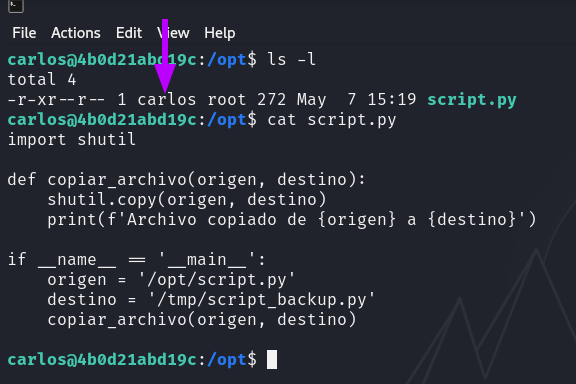 File Actions Edit View Help
carlos@4b0d21abd19c:/opt$ ls -l
total 4
-r-xr--r-- 1 carlos root 272 May  7 15:19 script.py
carlos@4b0d21abd19c:/opt$ cat script.py
import shutil

def copiar_archivo(origen, destino):
    shutil.copy(origen, destino)
    print(f'Archivo copiado de {origen} a {destino}')

if __name__ == '__main__':
    origen = '/opt/script.py'
    destino = '/tmp/script_backup.py'
    copiar_archivo(origen, destino)

carlos@4b0d21abd19c:/opt$